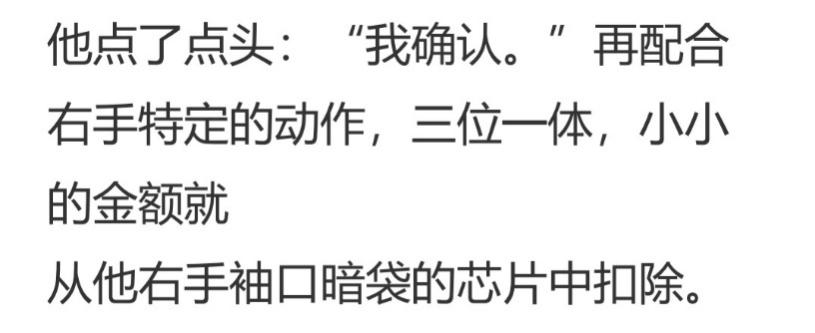 他点了点头：“我确认。”再配合
右手特定的动作，三位一体，小小
的金额就
从他右手袖口暗袋的芯片中扣除。